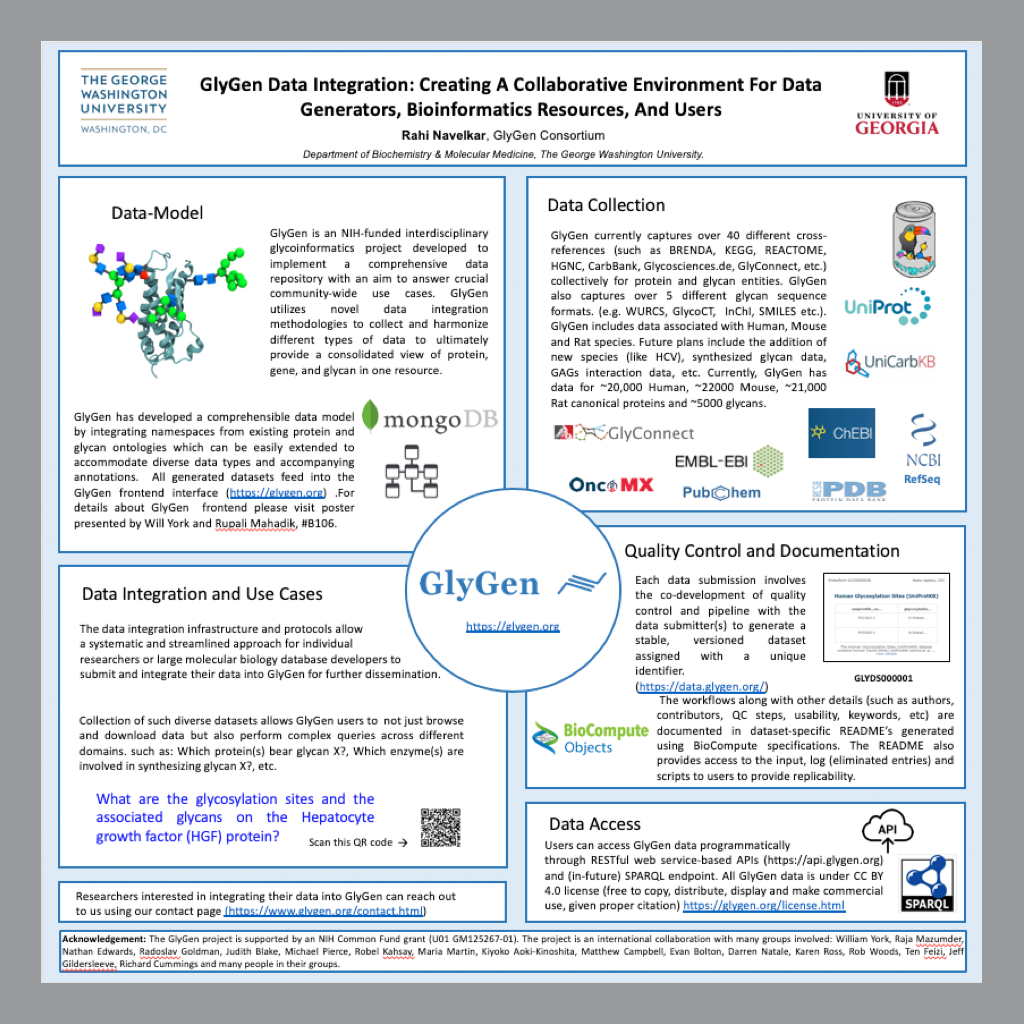 THE GEORGE
WASHINGTON
UNIVERSITY
WASHINGTON, DC
GlyGen Data Integration: Creating A Collaborative Environment For Data
Generators, Bioinformatics Resources, And Users
Rahi Navelkar, GlyGen Consortium
Department of Biochemistry & Molecular Medicine, The George Washington University.
UNIVERSITY OF
GEORGIA
Data-Model
GlyGen is an NIH-funded interdisciplinary
glycoinformatics project developed to
implement a comprehensive data
repository with an aim to answer crucial
community-wide use cases. GlyGen
utilizes novel data integration
methodologies to collect and harmonize
different types of data to ultimately
provide a consolidated view of protein,
gene, and glycan in one resource.
GlyGen has developed a comprehensible data model
by integrating namespaces from existing protein and
glycan ontologies which can be easily extended to
accommodate diverse data types and accompanying
annotations. All generated datasets feed into the
GlyGen frontend interface (https://glygen.org) .For
details about GlyGen frontend please visit poster
presented by Will York and Rupali Mahadik, #B106.
mongoDB
Data Collection
GlyGen currently captures over 40 different cross-
references (such as BRENDA, KEGG, REACTOME,
HGNC, CarbBank, Glycosciences.de, GlyConnect, etc.)
collectively for protein and glycan entities. GlyGen
also captures over 5 different glycan sequence
formats. (e.g. WURCS, GlycoCT, InChI, SMILES etc.).
GlyGen includes data associated with Human, Mouse
and Rat species. Future plans include the addition of
new species (like HCV), synthesized glycan data,
GAGs interaction data, etc. Currently, GlyGen has
data for ~20,000 Human, ~22000 Mouse, ~21,000
Rat canonical proteins and ~5000 glycans.
UniProt
UniCarbKB
GlyConnect
ChEBI
EMBL-EBI
NCBI
RefSeq
OncoMX
PubChem
PDB
PROTEIN DATA BANK
GlyGen
https://glygen.org
Data Integration and Use Cases
The data integration infrastructure and protocols allow
a systematic and streamlined approach for individual
researchers or large molecular biology database developers to
submit and integrate their data into GlyGen for further dissemination.
Collection of such diverse datasets allows GlyGen users to not just browse
and download data but also perform complex queries across different
domains. such as: Which protein(s) bear glycan X?, Which enzyme(s) are
involved in synthesizing glycan X?, etc.
What are the glycosylation sites and the
associated glycans on the Hepatocyte
growth factor (HGF) protein?
Scan this QR code →
Quality Control and Documentation
Each data submission involves
the co-development of quality
control and pipeline with the
data submitter(s) to generate a
stable, versioned dataset
assigned with a unique
identifier.
(https://data.glygen.org/)
Human Glycosylation Sites (UniProtKB)
GLYDS000001
The workflows along with other details (such as authors,
contributors, QC steps, usability, keywords, etc) are
documented in dataset-specific README's generated
using BioCompute specifications. The README also
provides access to the input, log (eliminated entries) and
scripts to users to provide replicability.
BioCompute
Objects
Data Access
Users can access GlyGen data programmatically
through RESTful web service-based APIs (https://api.glygen.org)
and (in-future) SPARQL endpoint. All GlyGen data is under CC BY
4.0 license (free to copy, distribute, display and make commercial
use, given proper citation) https://glygen.org/license.html
API
SPARQL
Researchers interested in integrating their data into GlyGen can reach out
to us using our contact page (https://www.glygen.org/contact.html)
Acknowledgement: The GlyGen project is supported by an NIH Common Fund grant (U01 GM125267-01). The project is an international collaboration with many groups involved: William York, Raja Mazumder,
Nathan Edwards, Radoslav Goldman, Judith Blake, Michael Pierce, Robel Kahsay, Maria Martin, Kiyoko Aoki-Kinoshita, Matthew Campbell, Evan Bolton, Darren Natale, Karen Ross, Rob Woods, Ten Feizi, Jeff
Gildersleeve, Richard Cummings and many people in their groups.